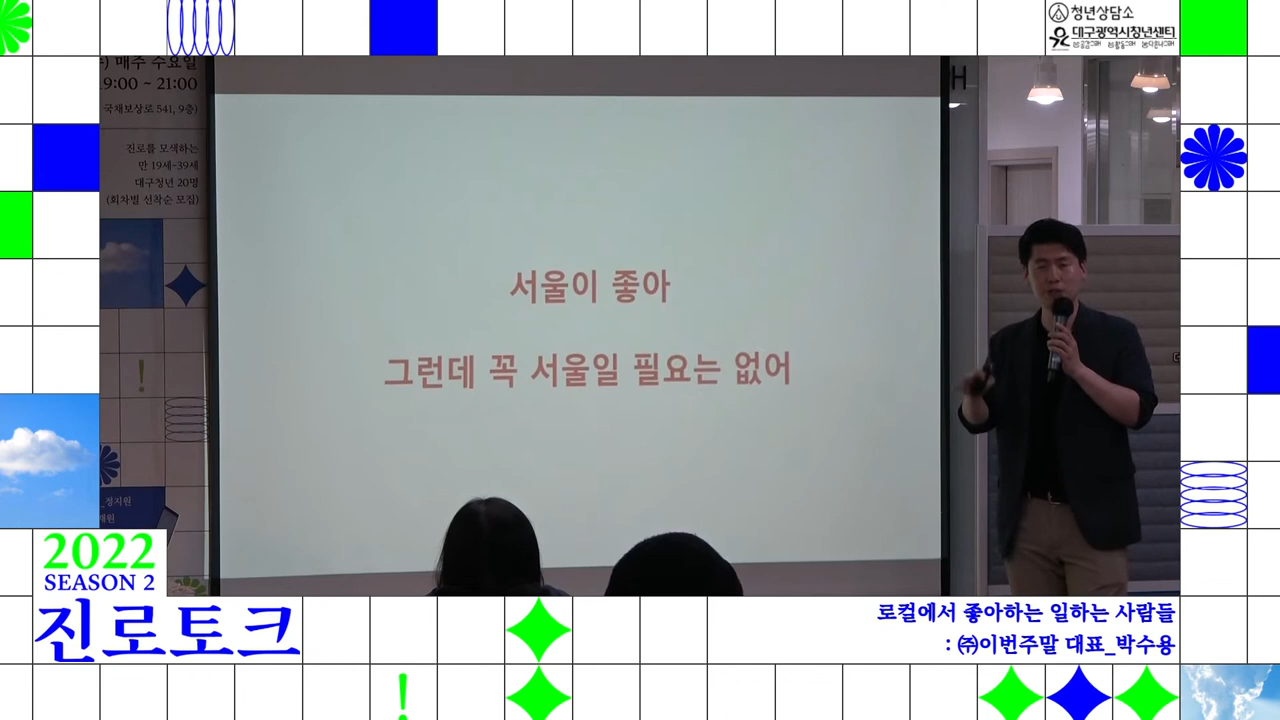 청년상담소
대구광역시청년센터
) 매주 수요일
9:00 ~ 21:00
국채보상로 541, 9층)
진로를 모색하는
만 19세~39세
대구청년 20명
(회차별 선착순 모집)
H
서울이 좋아
그런데 꼭 서울일 필요는 없어
_정지원
2022
SEASON 2
진로토크
로컬에서 좋아하는 일하는 사람들
: ㈜이번주말 대표_박수용